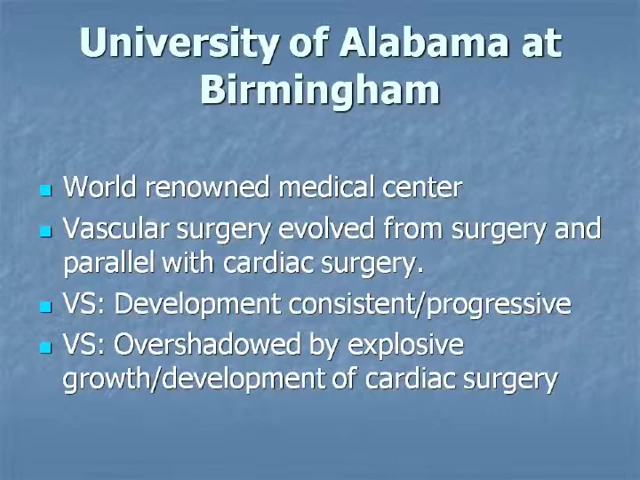 University of Alabama at
Birmingham
World renowned medical center
Vascular surgery evolved from surgery and
parallel with cardiac surgery.
VS: Development consistent/progressive
VS: Overshadowed by explosive
growth/development of cardiac surgery